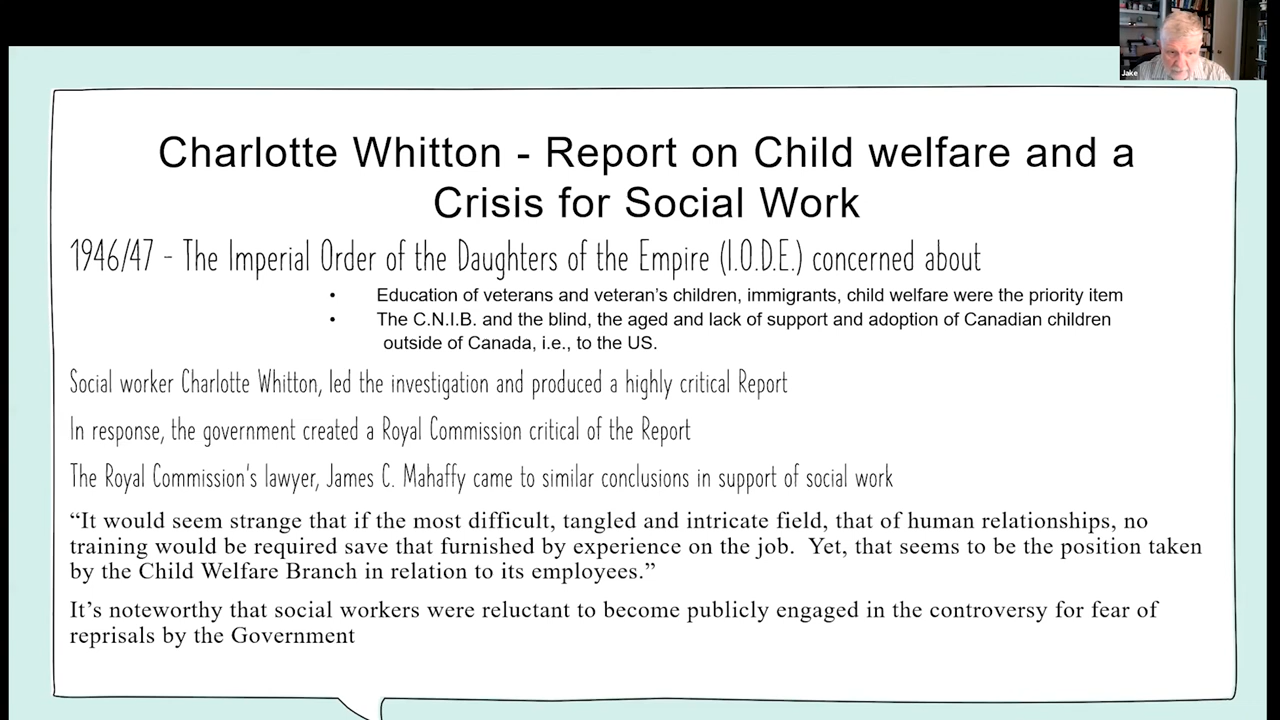 Jake
Charlotte Whitton - Report on Child welfare and a
Crisis for Social Work
1946/47 - The Imperial Order of the Daughters of the Empire (I.O.D.E.) concerned about
• Education of veterans and veteran's children, immigrants, child welfare were the priority item
• The C.N.I.B. and the blind, the aged and lack of support and adoption of Canadian children
outside of Canada, i.e., to the US.
Social worker Charlotte Whitton, led the investigation and produced a highly critical Report
In response, the government created a Royal Commission critical of the Report
The Royal Commission's lawyer, James C. Mahaffy came to similar conclusions in support of social work
“It would seem strange that if the most difficult, tangled and intricate field, that of human relationships, no
training would be required save that furnished by experience on the job. Yet, that seems to be the position taken
by the Child Welfare Branch in relation to its employees.”
It’s noteworthy that social workers were reluctant to become publicly engaged in the controversy for fear of
reprisals by the Government